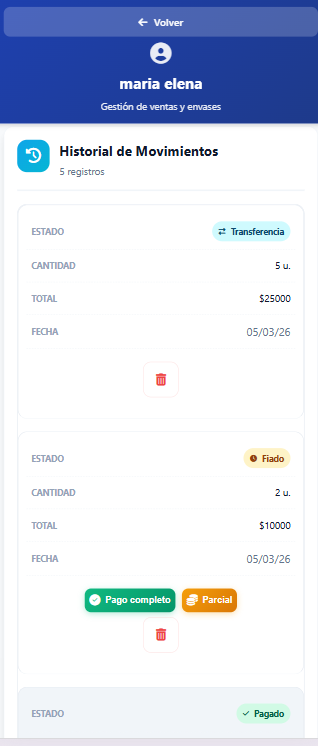 Volver
maria elena
Gestión de ventas y envases
Historial de Movimientos
5 registros
ESTADO Transferencia
CANTIDAD 5 u.
TOTAL $25000
FECHA 05/03/26
ESTADO Fiado
CANTIDAD 2 u.
TOTAL $10000
FECHA 05/03/26
Pago completo Parcial
ESTADO Pagado